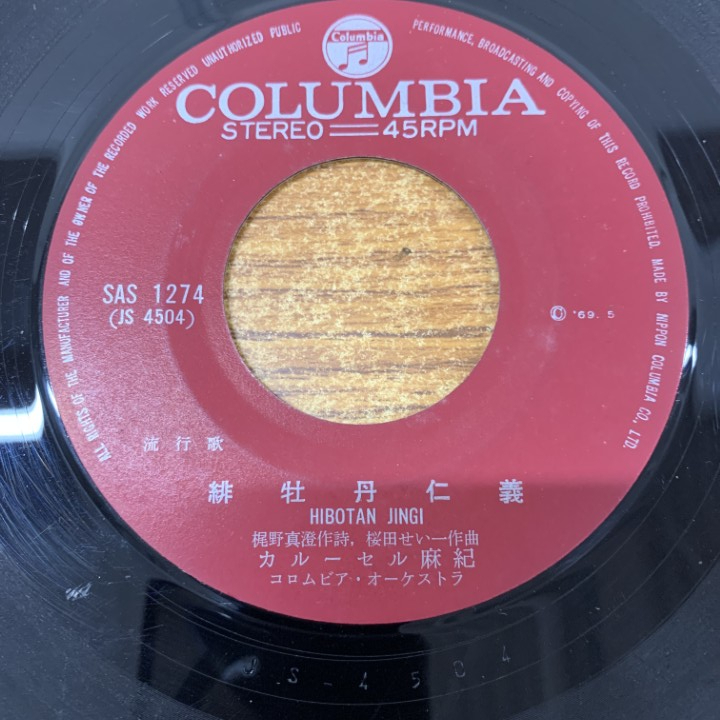 ALL RIGHTS OF THE MANUFACTURER AND OF THE OWNER OF THE RECORDED WORK RESERVED UNAUTHORIZED PUBLIC PERFORMANCE, BROADCASTING AND COPYING OF THIS RECORD PROHIBITED. MADE BY NIPPON COLUMBIA CO., LTD.
Columbia
COLUMBIA
STEREO 45RPM
SAS 1274
(JS 4504)
Ⓒ '69. 5
流行歌
緋牡丹仁義
HIBOTAN JINGI
梶野真澄作詩, 桜田せい一作曲
カルーセル麻紀
コロムビア・オーケストラ
JS-4504